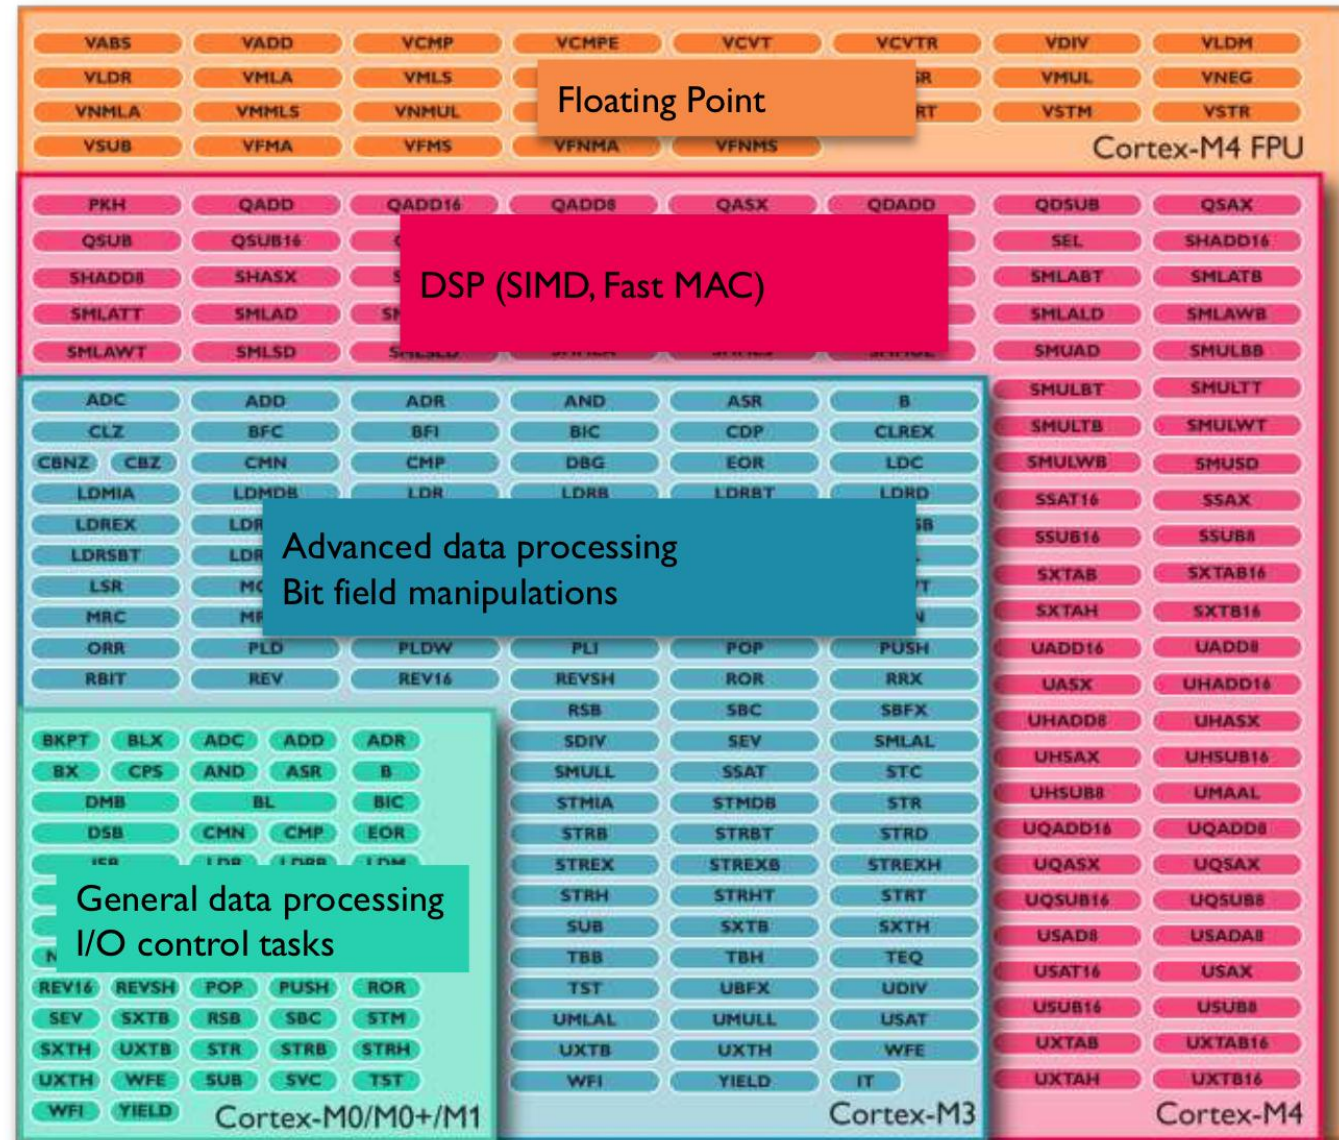 VABS VADD VCMP VCMPE VCVT VCVTR VDIV VLDM
VLDR VMLA VMLS VMUL VNEG
VNMLA VMMLS VNMUL VSTM VSTR
Floating Point
VSUB VFMA VFMS VFNMA VFNMS
Cortex-M4 FPU
PKH QADD QADD16 QADD8 QASX QDADD QDSUB QSAX
QSUB QSUB16 SEL SHADD16
SHADD8 SHASX SMLABT SMLATB
DSP (SIMD, Fast MAC)
SMLATT SMLAD SMLALD SMLAWB
SMLAWT SMLSD SMUAD SMULBB
ADC ADD ADR AND ASR B SMULBT SMULTT
CLZ BFC BFI BIC CDP CLREX SMULTB SMULWT
CBNZ CBZ CMN CMP DBG EOR LDC SMULWB SMUSD
LDMIA LDMDB LDR LDRB LDRBT LDRD SSAT16 SSAX
LDREX SSUB16 SSUB8
Advanced data processing
LDRSBT SXTAB SXTAB16
Bit field manipulations
LSR
MRC SXTAH SXTB16
ORR PLD PLDW PLI POP PUSH UADD16 UADD8
RBIT REV REV16 REVSH ROR RRX UASX UHADD16
RSB SBC SBFX UHADD8 UHASX
BKPT BLX ADC ADD ADR SDIV SEV SMLAL UHSAX UHSUB16
BX CPS AND ASR B SMULL SSAT STC
DMB BL BIC STMIA STMDB STR UHSUB8 UMAAL
DSB CMN CMP EOR STRB STRBT STRD UQADD16 UQADD8
ISB LDR LDRB LDM STREX STREXB STREXH UQASX UQSAX
General data processing
STRH STRHT STRT UQSUB16 UQSUB8
I/O control tasks
SUB SXTB SXTH USAD8 USADA8
TBB TBH TEQ USAT16 USAX
REV16 REVSH POP PUSH ROR TST UBFX UDIV
SEV SXTB RSB SBC STM UMLAL UMULL USAT USUB16 USUB8
SXTH UXTB STR STRB STRH UXTB UXTH WFE UXTAB UXTAB16
UXTH WFE SUB SVC TST WFI YIELD IT UXTAH UXTB16
WFI YIELD
Cortex-M0/M0+/M1
Cortex-M3
Cortex-M4